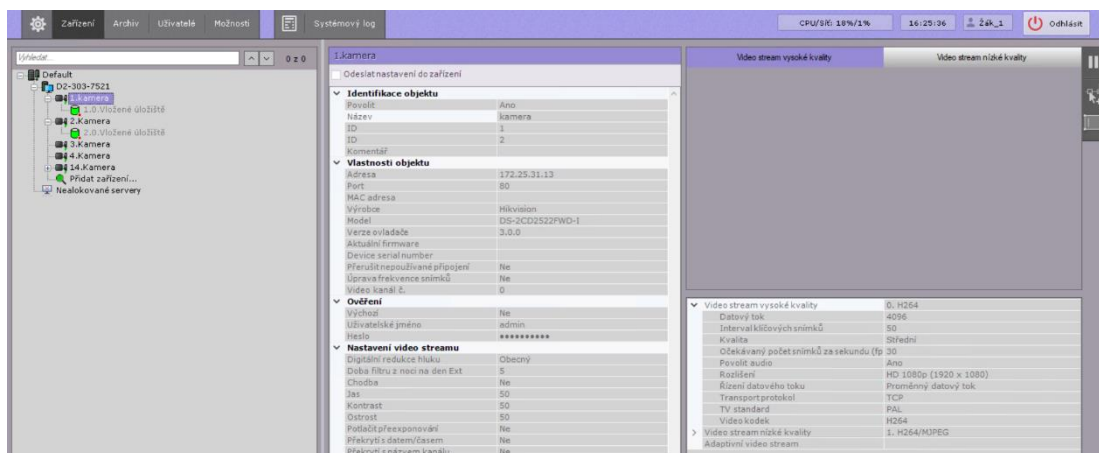 Zařízení Archiv Uživatelé Možnosti Systémový log CPU/Síť: 18%/1% 16:25:36 Žák_1 Odhlásit
Vyhledat... 0 z 0
Default
D2-303-7521
1.kamera
1.0.Vložené úložiště
2.Kamera
2.0.Vložené úložiště
3.Kamera
4.Kamera
14.Kamera
Přidat zařízení...
Nealokované servery
1.kamera
Odeslat nastavení do zařízení
Identifikace objektu
Povolit Ano
Název kamera
ID 1
ID 2
Komentář
Vlastnosti objektu
Adresa 172.25.31.13
Port 80
MAC adresa
Výrobce Hikvision
Model DS-2CD2522FWD-I
Verze ovladače 3.0.0
Aktuální firmware
Device serial number
Přerušit nepoužívané připojení Ne
Úprava frekvence snímků Ne
Video kanál č. 0
Ověření
Výchozí Ne
Uživatelské jméno admin
Heslo ●●●●●●●●●●
Nastavení video streamu
Digitální redukce hluku Obecný
Doba filtru z noci na den Ext 5
Chodba Ne
Jas 50
Kontrast 50
Ostrost 50
Potlačit přeexponování Ne
Překrytí s datem/časem Ne
Překrytí s názvem kanálu Ne
Video stream vysoké kvality Video stream nízké kvality
Video stream vysoké kvality 0. H264
Datový tok 4096
Interval klíčových snímků 50
Kvalita Střední
Očekávaný počet snímků za sekundu (fp 30
Povolit audio Ano
Rozlišení HD 1080p (1920 x 1080)
Řízení datového toku Proměnný datový tok
Transport protokol TCP
TV standard PAL
Video kodek H264
Video stream nízké kvality 1. H264/MJPEG
Adaptivní video stream